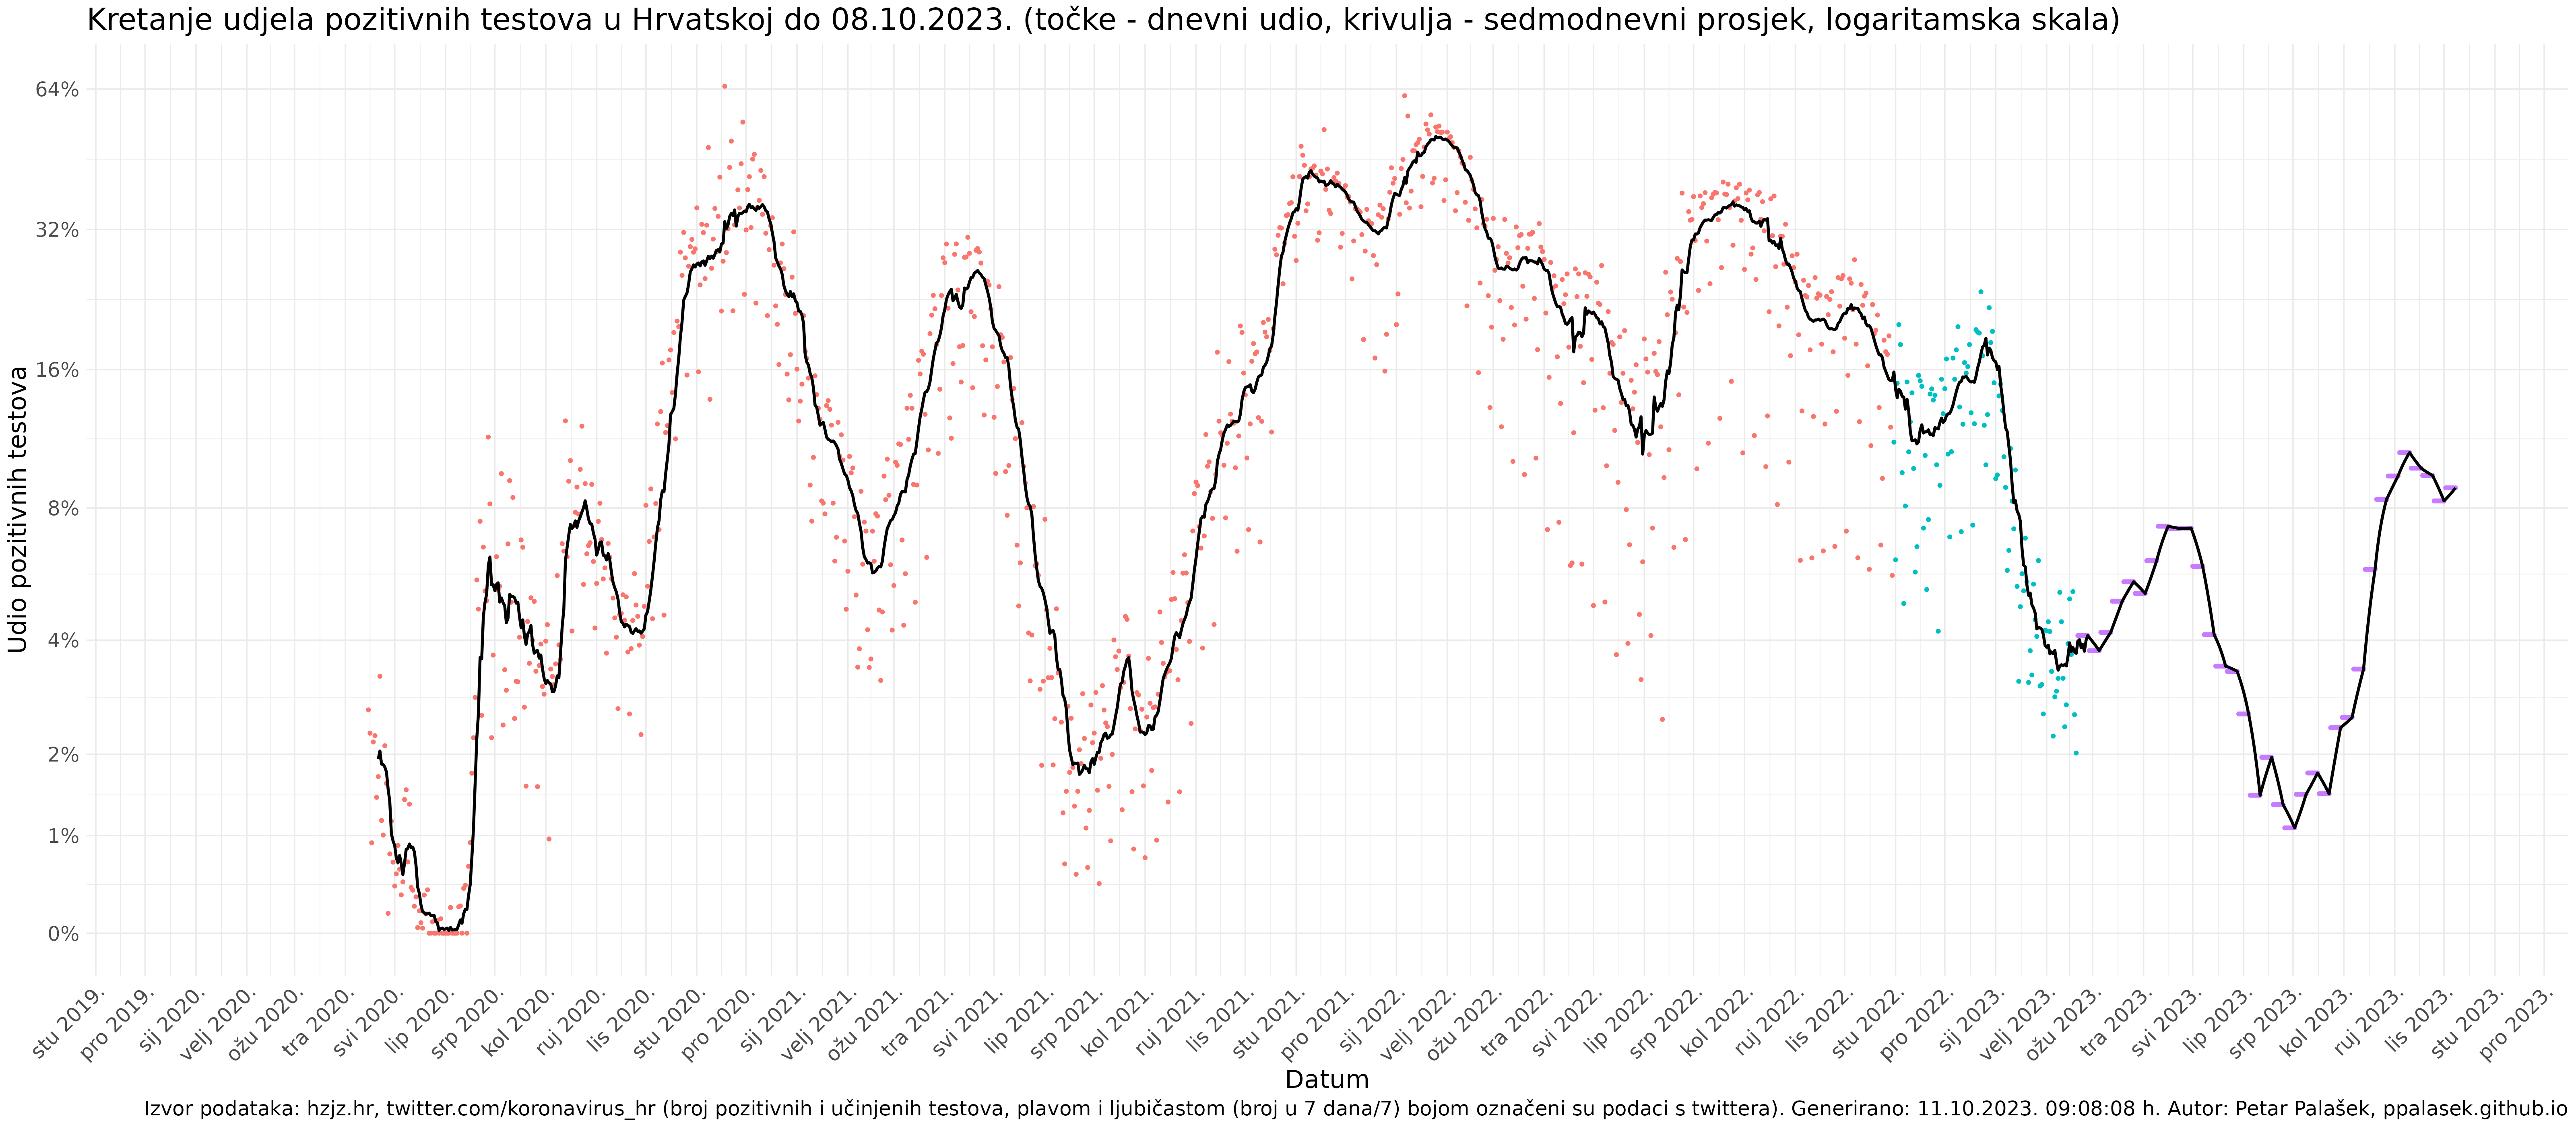 Kretanje udjela pozitivnih testova u Hrvatskoj do 08.10.2023. (točke - dnevni udio, krivulja - sedmodnevni prosjek, logaritamska skala)
Udio pozitivnih testova
64%
32%
16%
8%
4%
2%
1%
0%
stu 2019.
pro 2019.
sij 2020.
velj 2020.
ožu 2020.
tra 2020.
svi 2020.
lip 2020.
srp 2020.
kol 2020.
ruj 2020.
lis 2020.
stu 2020.
pro 2020.
sij 2021.
velj 2021.
ožu 2021.
tra 2021.
svi 2021.
lip 2021.
srp 2021.
kol 2021.
ruj 2021.
lis 2021.
stu 2021.
pro 2021.
sij 2022.
velj 2022.
ožu 2022.
tra 2022.
svi 2022.
lip 2022.
srp 2022.
kol 2022.
ruj 2022.
lis 2022.
stu 2022.
pro 2022.
sij 2023.
velj 2023.
ožu 2023.
tra 2023.
svi 2023.
lip 2023.
srp 2023.
kol 2023.
ruj 2023.
lis 2023.
stu 2023.
pro 2023.
Datum
Izvor podataka: hzjz.hr, twitter.com/koronavirus_hr (broj pozitivnih i učinjenih testova, plavom i ljubičastom (broj u 7 dana/7) bojom označeni su podaci s twittera). Generirano: 11.10.2023. 09:08:08 h. Autor: Petar Palašek, ppalasek.github.io